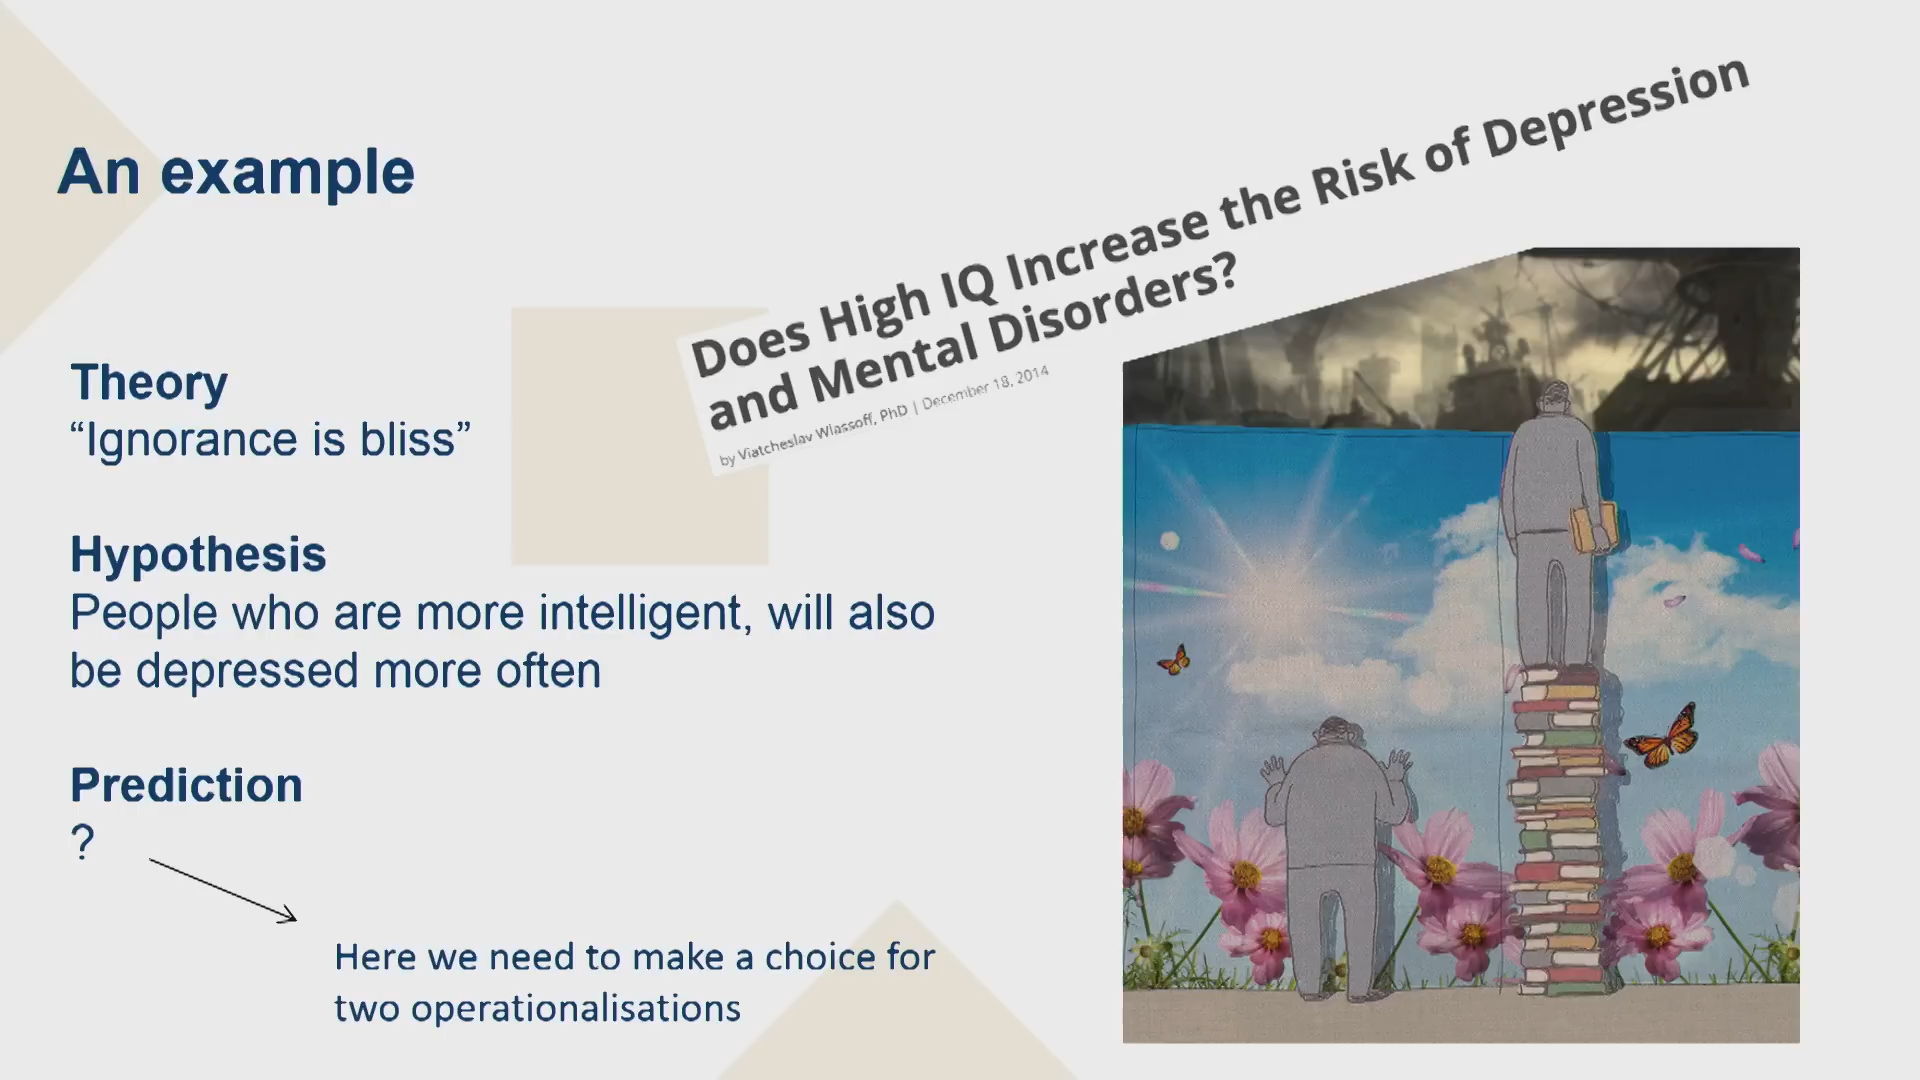 An example
Does High IQ Increase the Risk of Depression
and Mental Disorders?
by Viatcheslav Wlassoff, PhD | December 18, 2014
Theory
“Ignorance is bliss”
Hypothesis
People who are more intelligent, will also
be depressed more often
Prediction
?
Here we need to make a choice for
two operationalisations